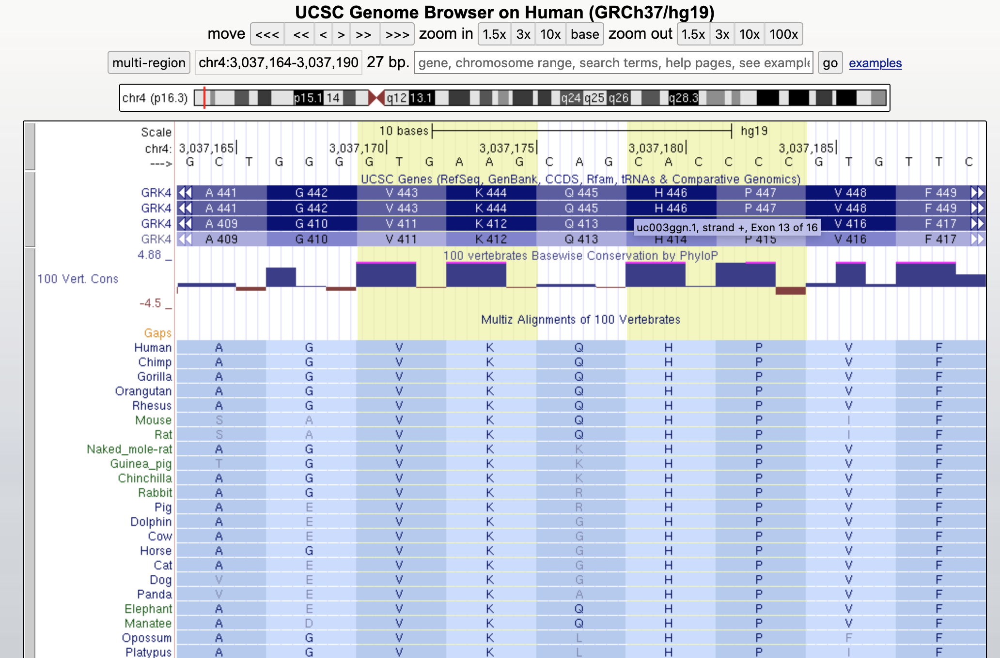 UCSC Genome Browser on Human (GRCh37/hg19)
move <<< << < > >> >>> zoom in 1.5x 3x 10x base zoom out 1.5x 3x 10x 100x
multi-region chr4:3,037,164-3,037,190 27 bp. gene, chromosome range, search terms, help pages, see example go examples
chr4 (p16.3) p15.1 14 q12 13.1 q24 q25 q26 q28.3
Scale 10 bases hg19
chr4: 3,037,165 3,037,170 3,037,175 3,037,180 3,037,185
---> G C T G G G G T G A A G C A G C A C C C C G T G T T C
UCSC Genes (RefSeq, GenBank, CCDS, Rfam, tRNAs & Comparative Genomics)
GRK4 A 441 G 442 V 443 K 444 Q 445 H 446 P 447 V 448 F 449
GRK4 A 441 G 442 V 443 K 444 Q 445 H 446 P 447 V 448 F 449
GRK4 A 409 G 410 V 411 K 412 Q 413 V 416 F 417
uc003ggn.1, strand +, Exon 13 of 16
GRK4 A 409 G 410 V 411 K 412 Q 413 H 414 P 415 V 416 F 417
4.88 _ 100 vertebrates Basewise Conservation by PhyloP
100 Vert. Cons
-4.5 _
Multiz Alignments of 100 Vertebrates
Gaps
Human A G V K Q H P V F
Chimp A G V K Q H P V F
Gorilla A G V K Q H P V F
Orangutan A G V K Q H P V F
Rhesus A G V K Q H P V F
Mouse S A V K Q H P I F
Rat S A V K Q H P I F
Naked_mole-rat A G V K K H P V F
Guinea_pig T G V K K H P V F
Chinchilla A G V K K H P V F
Rabbit A G V K R H P V F
Pig A E V K R H P V F
Dolphin A E V K G H P V F
Cow A E V K G H P V F
Horse A G V K G H P V F
Cat A E V K G H P V F
Dog V E V K G H P V F
Panda V E V K A H P V F
Elephant A E V K Q H P V F
Manatee A D V K Q H P V F
Opossum A G V K L H P F F
Platypus A G V K L H P I F